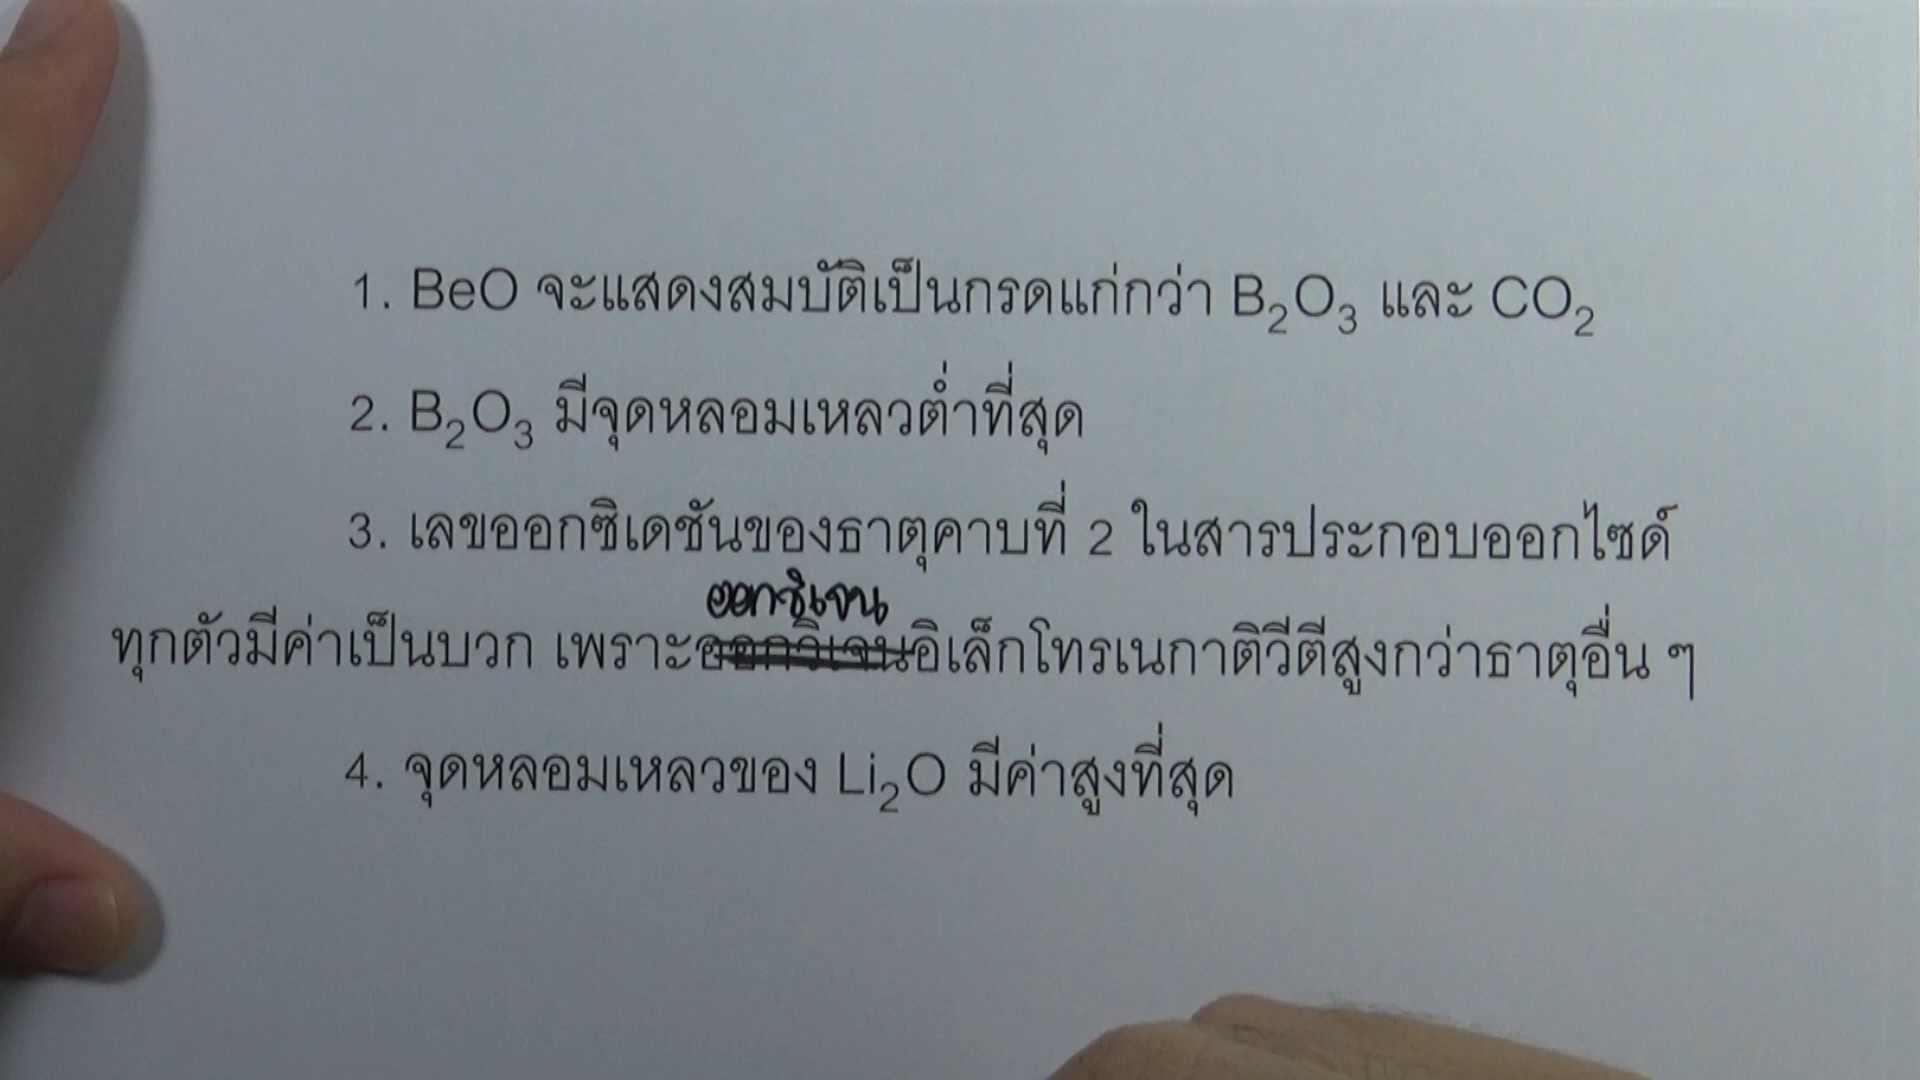 1. BeO จะแสดงสมบัติเป็นกรดแก่กว่า B₂O₃ และ CO₂
2. B₂O₃ มีจุดหลอมเหลวต่ำที่สุด
3. เลขออกซิเดชันของธาตุคาบที่ 2 ในสารประกอบออกไซด์
ออกซิเจน
ทุกตัวมีค่าเป็นบวก เพราะออกวิเจนอิเล็กโทรเนกาติวีตีสูงกว่าธาตุอื่น ๆ
4. จุดหลอมเหลวของ Li₂O มีค่าสูงที่สุด